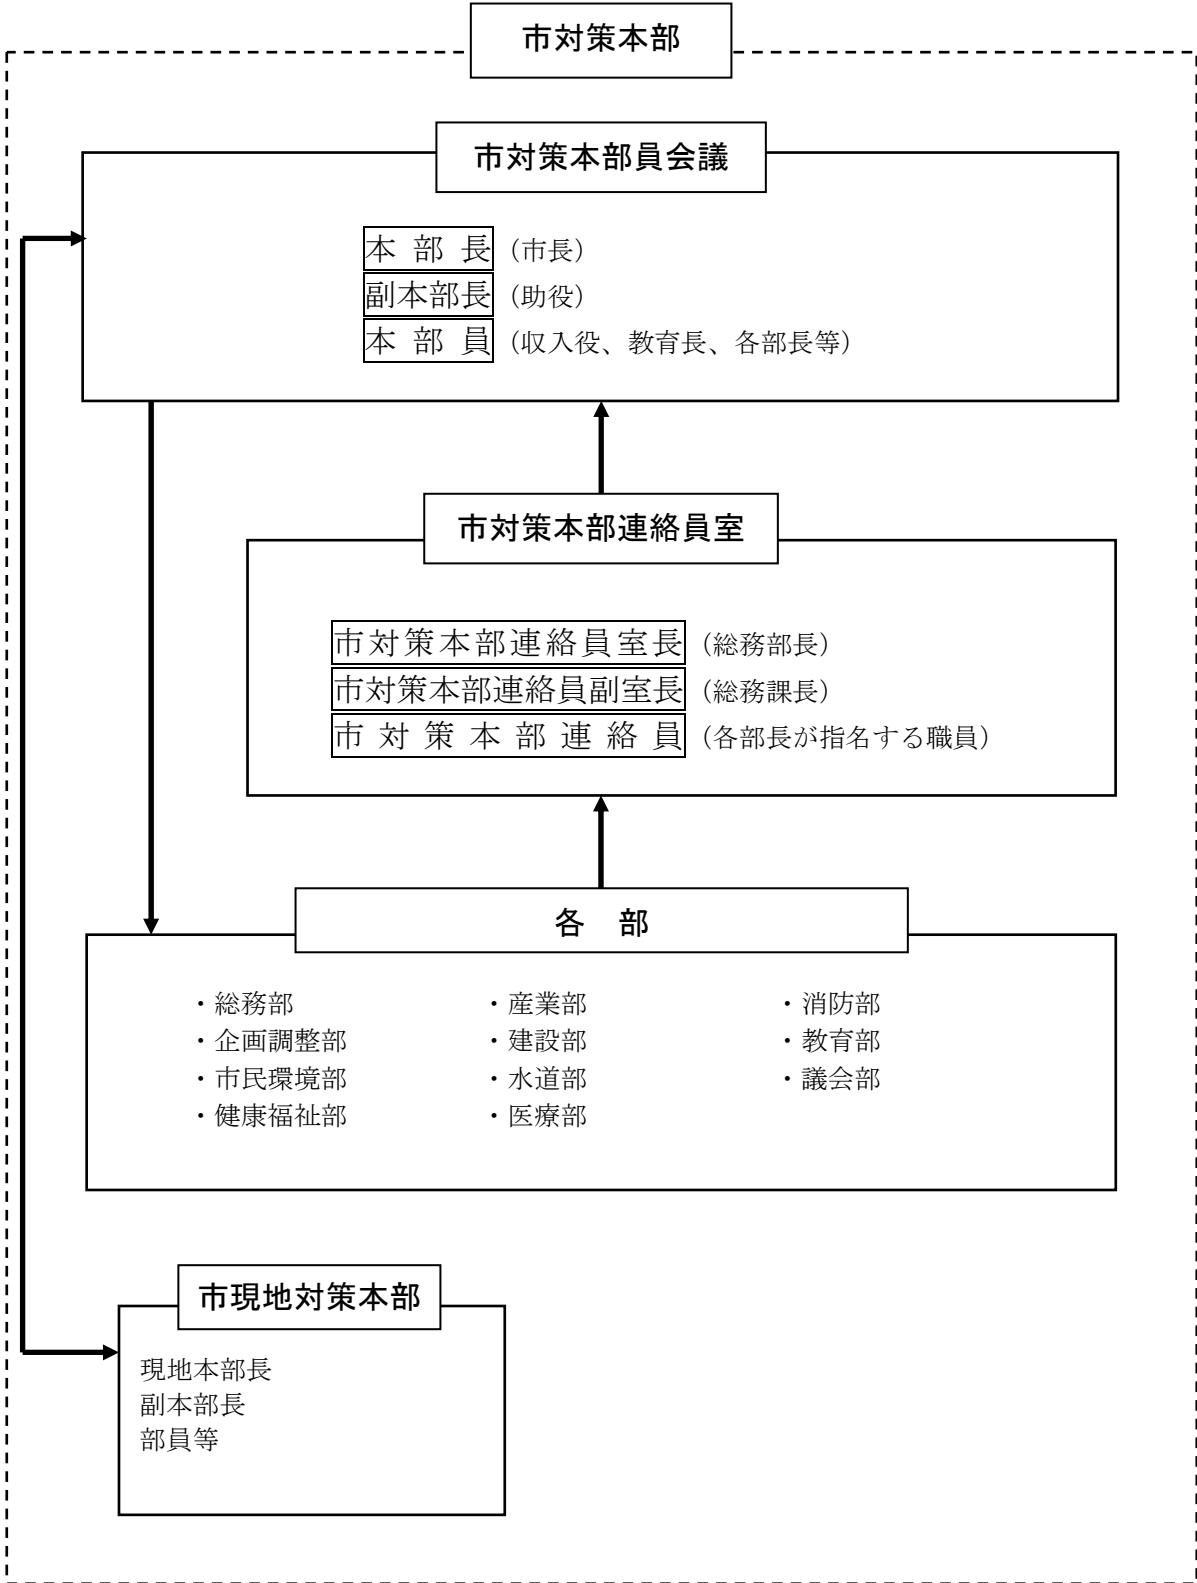 市対策本部
市対策本部員会議
本 部 長（市長）
副本部長（助役）
本 部 員（収入役、教育長、各部長等）
市対策本部連絡員室
市対策本部連絡員室長（総務部長）
市対策本部連絡員副室長（総務課長）
市対策本部連絡員（各部長が指名する職員）
各　部
・総務部
・企画調整部
・市民環境部
・健康福祉部
・産業部
・建設部
・水道部
・医療部
・消防部
・教育部
・議会部
市現地対策本部
現地本部長
副本部長
部員等